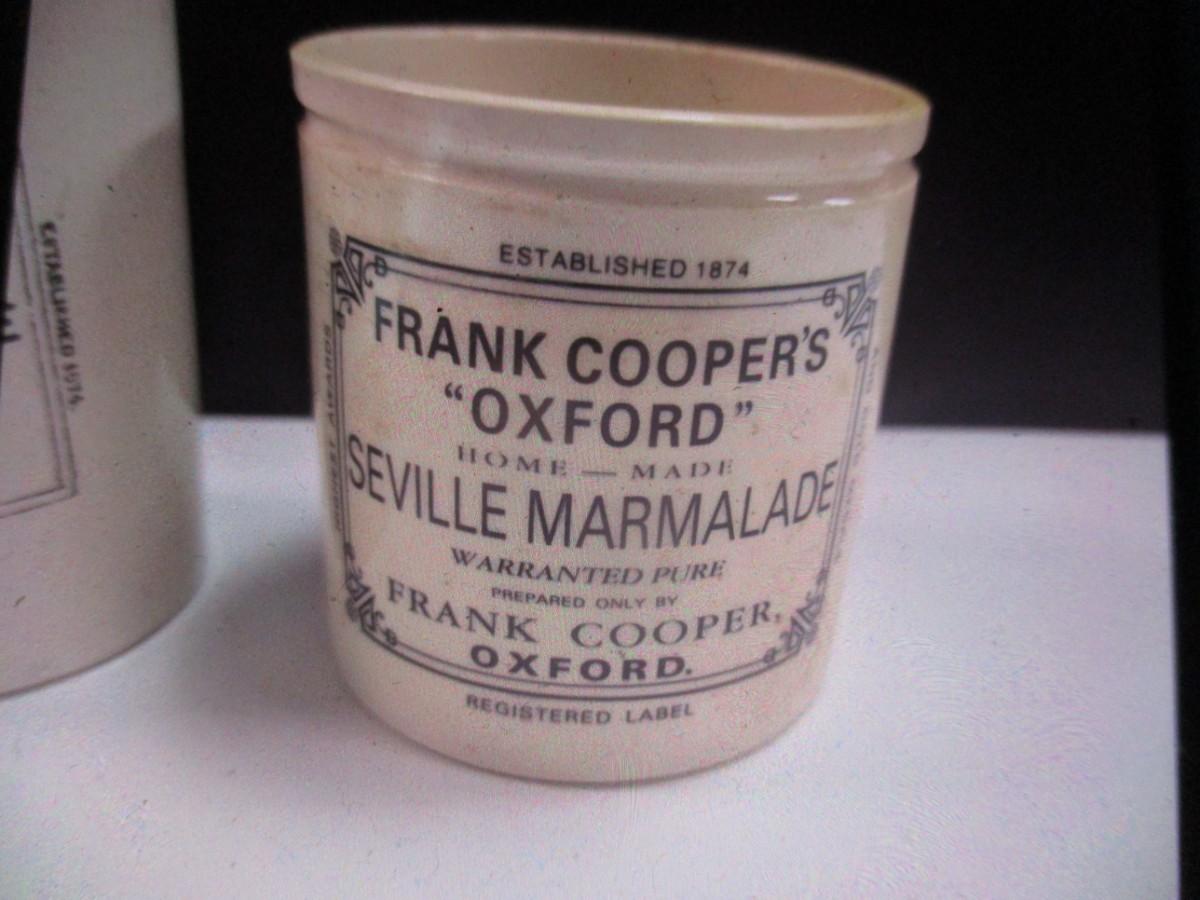 ESTABLISHED 1874
FRANK COOPER'S
"OXFORD"
HOME — MADE
SEVILLE MARMALADE
WARRANTED PURE
PREPARED ONLY BY
FRANK COOPER,
OXFORD.
REGISTERED LABEL
AWARDS
ESTABLISHED 1874